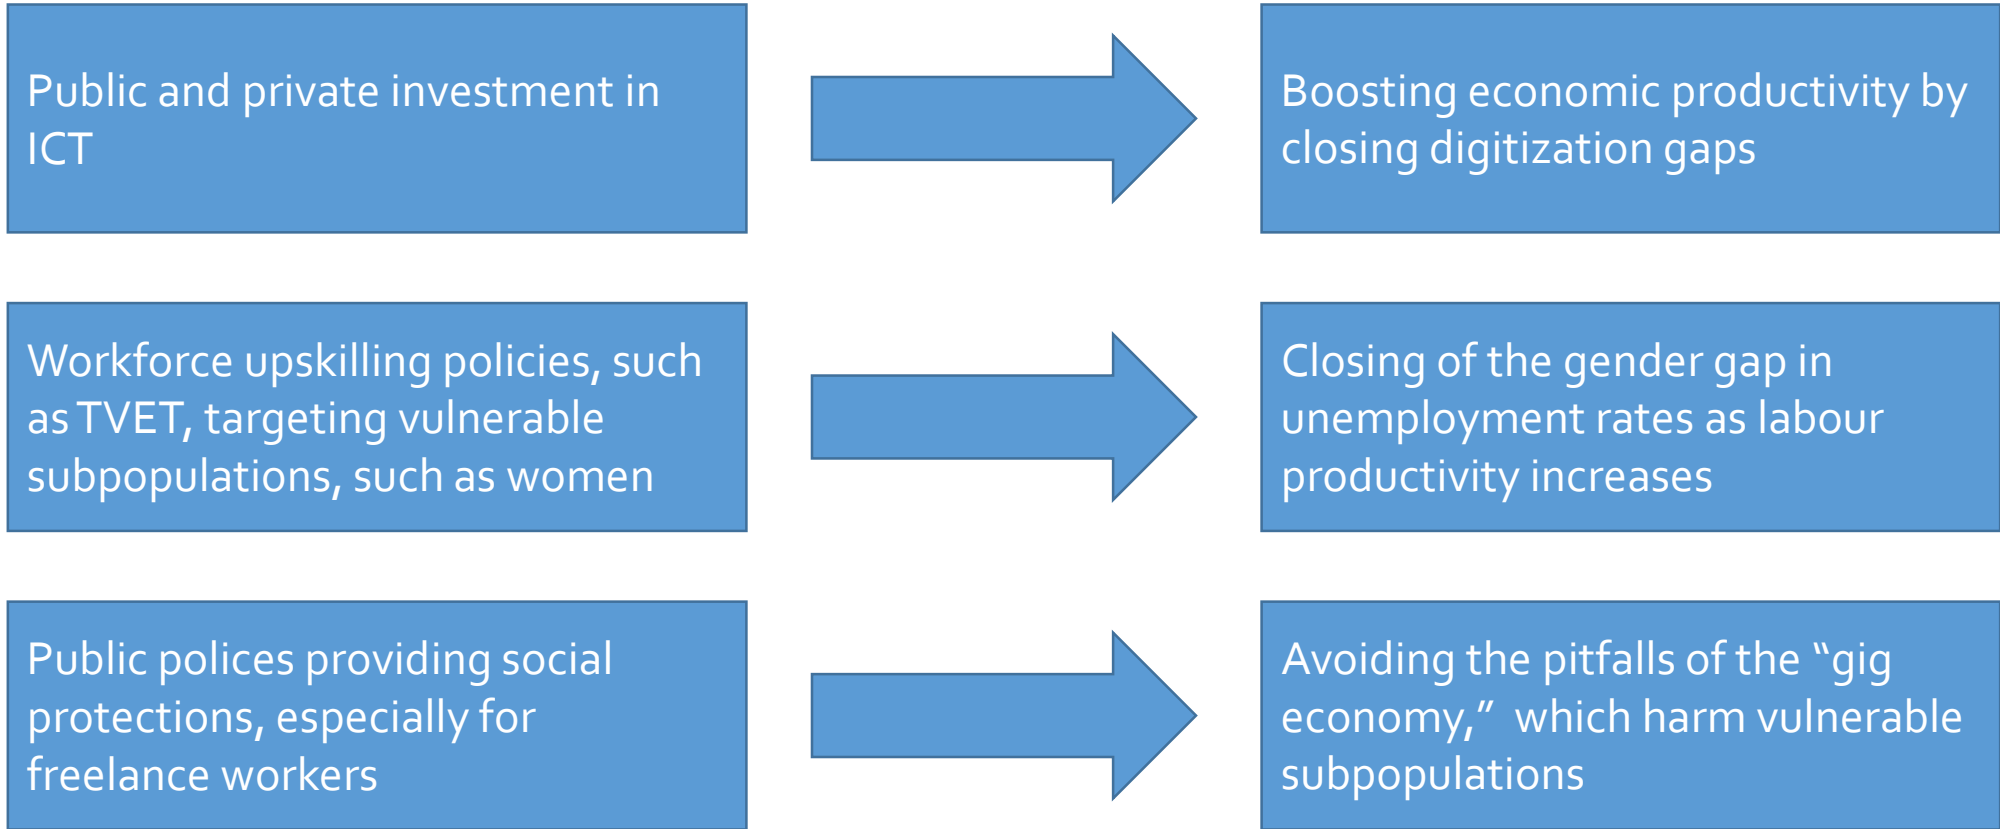 Public and private investment in
ICT
Boosting economic productivity by
closing digitization gaps
Workforce upskilling policies, such
as TVET, targeting vulnerable
subpopulations, such as women
Closing of the gender gap in
unemployment rates as labour
productivity increases
Public polices providing social
protections, especially for
freelance workers
Avoiding the pitfalls of the “gig
economy,”  which harm vulnerable
subpopulations